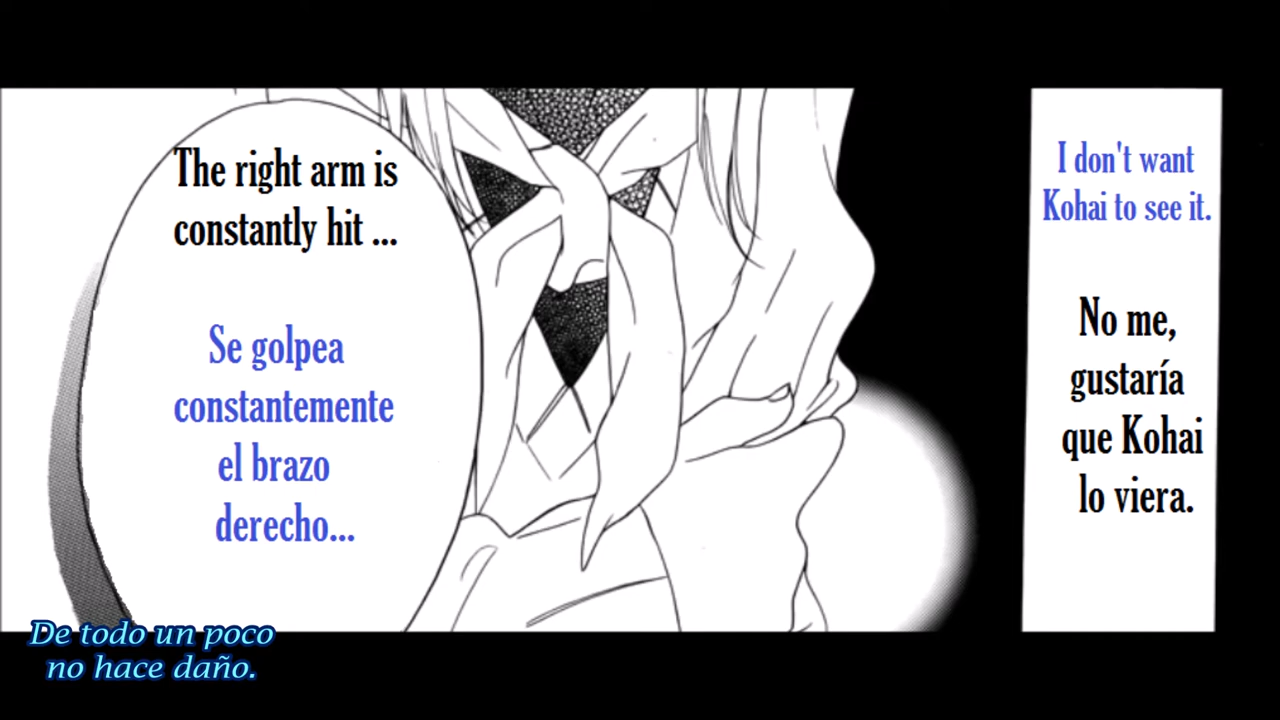 The right arm is
constantly hit ...
Se golpea
constantemente
el brazo
derecho...
I don't want
Kohai to see it.
No me,
gustaría
que Kohai
lo viera.
De todo un poco
no hace daño.